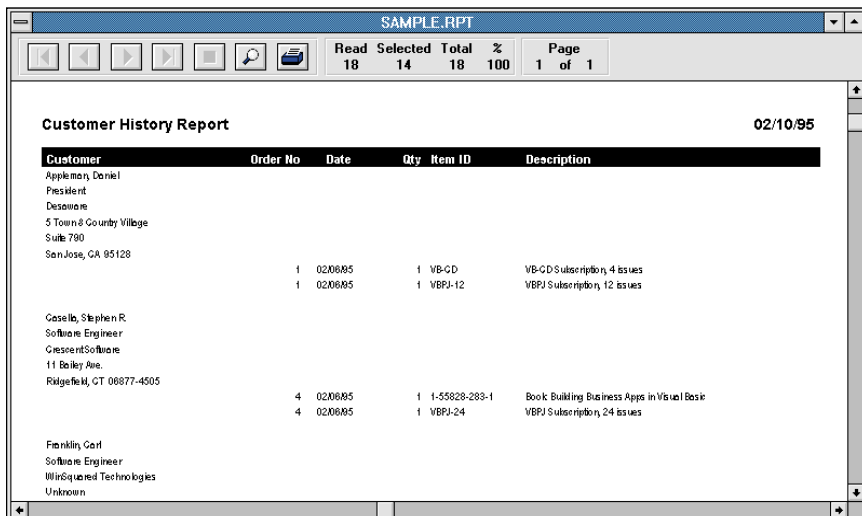 SAMPLE.RPT
Read Selected Total % Page
18 14 18 100 1 of 1
Customer History Report 02/10/95
Customer Order No Date Qty Item ID Description
Appleman, Daniel
President
Desaware
5 Town & Country Village
Suite 790
San Jose, CA 95128
1 02/06/95 1 VB-CD VB-CD Subscription, 4 issues
1 02/06/95 1 VBPJ-12 VBPJ Subscription, 12 issues
Casella, Stephen R.
Software Engineer
Crescent Software
11 Bailey Ave.
Ridgefield, CT 06877-4505
4 02/06/95 1 1-55828-283-1 Book: Building Business Apps in Visual Basic
4 02/06/95 1 VBPJ-24 VBPJ Subscription, 24 issues
Franklin, Carl
Software Engineer
WinSquared Technologies
Unknown